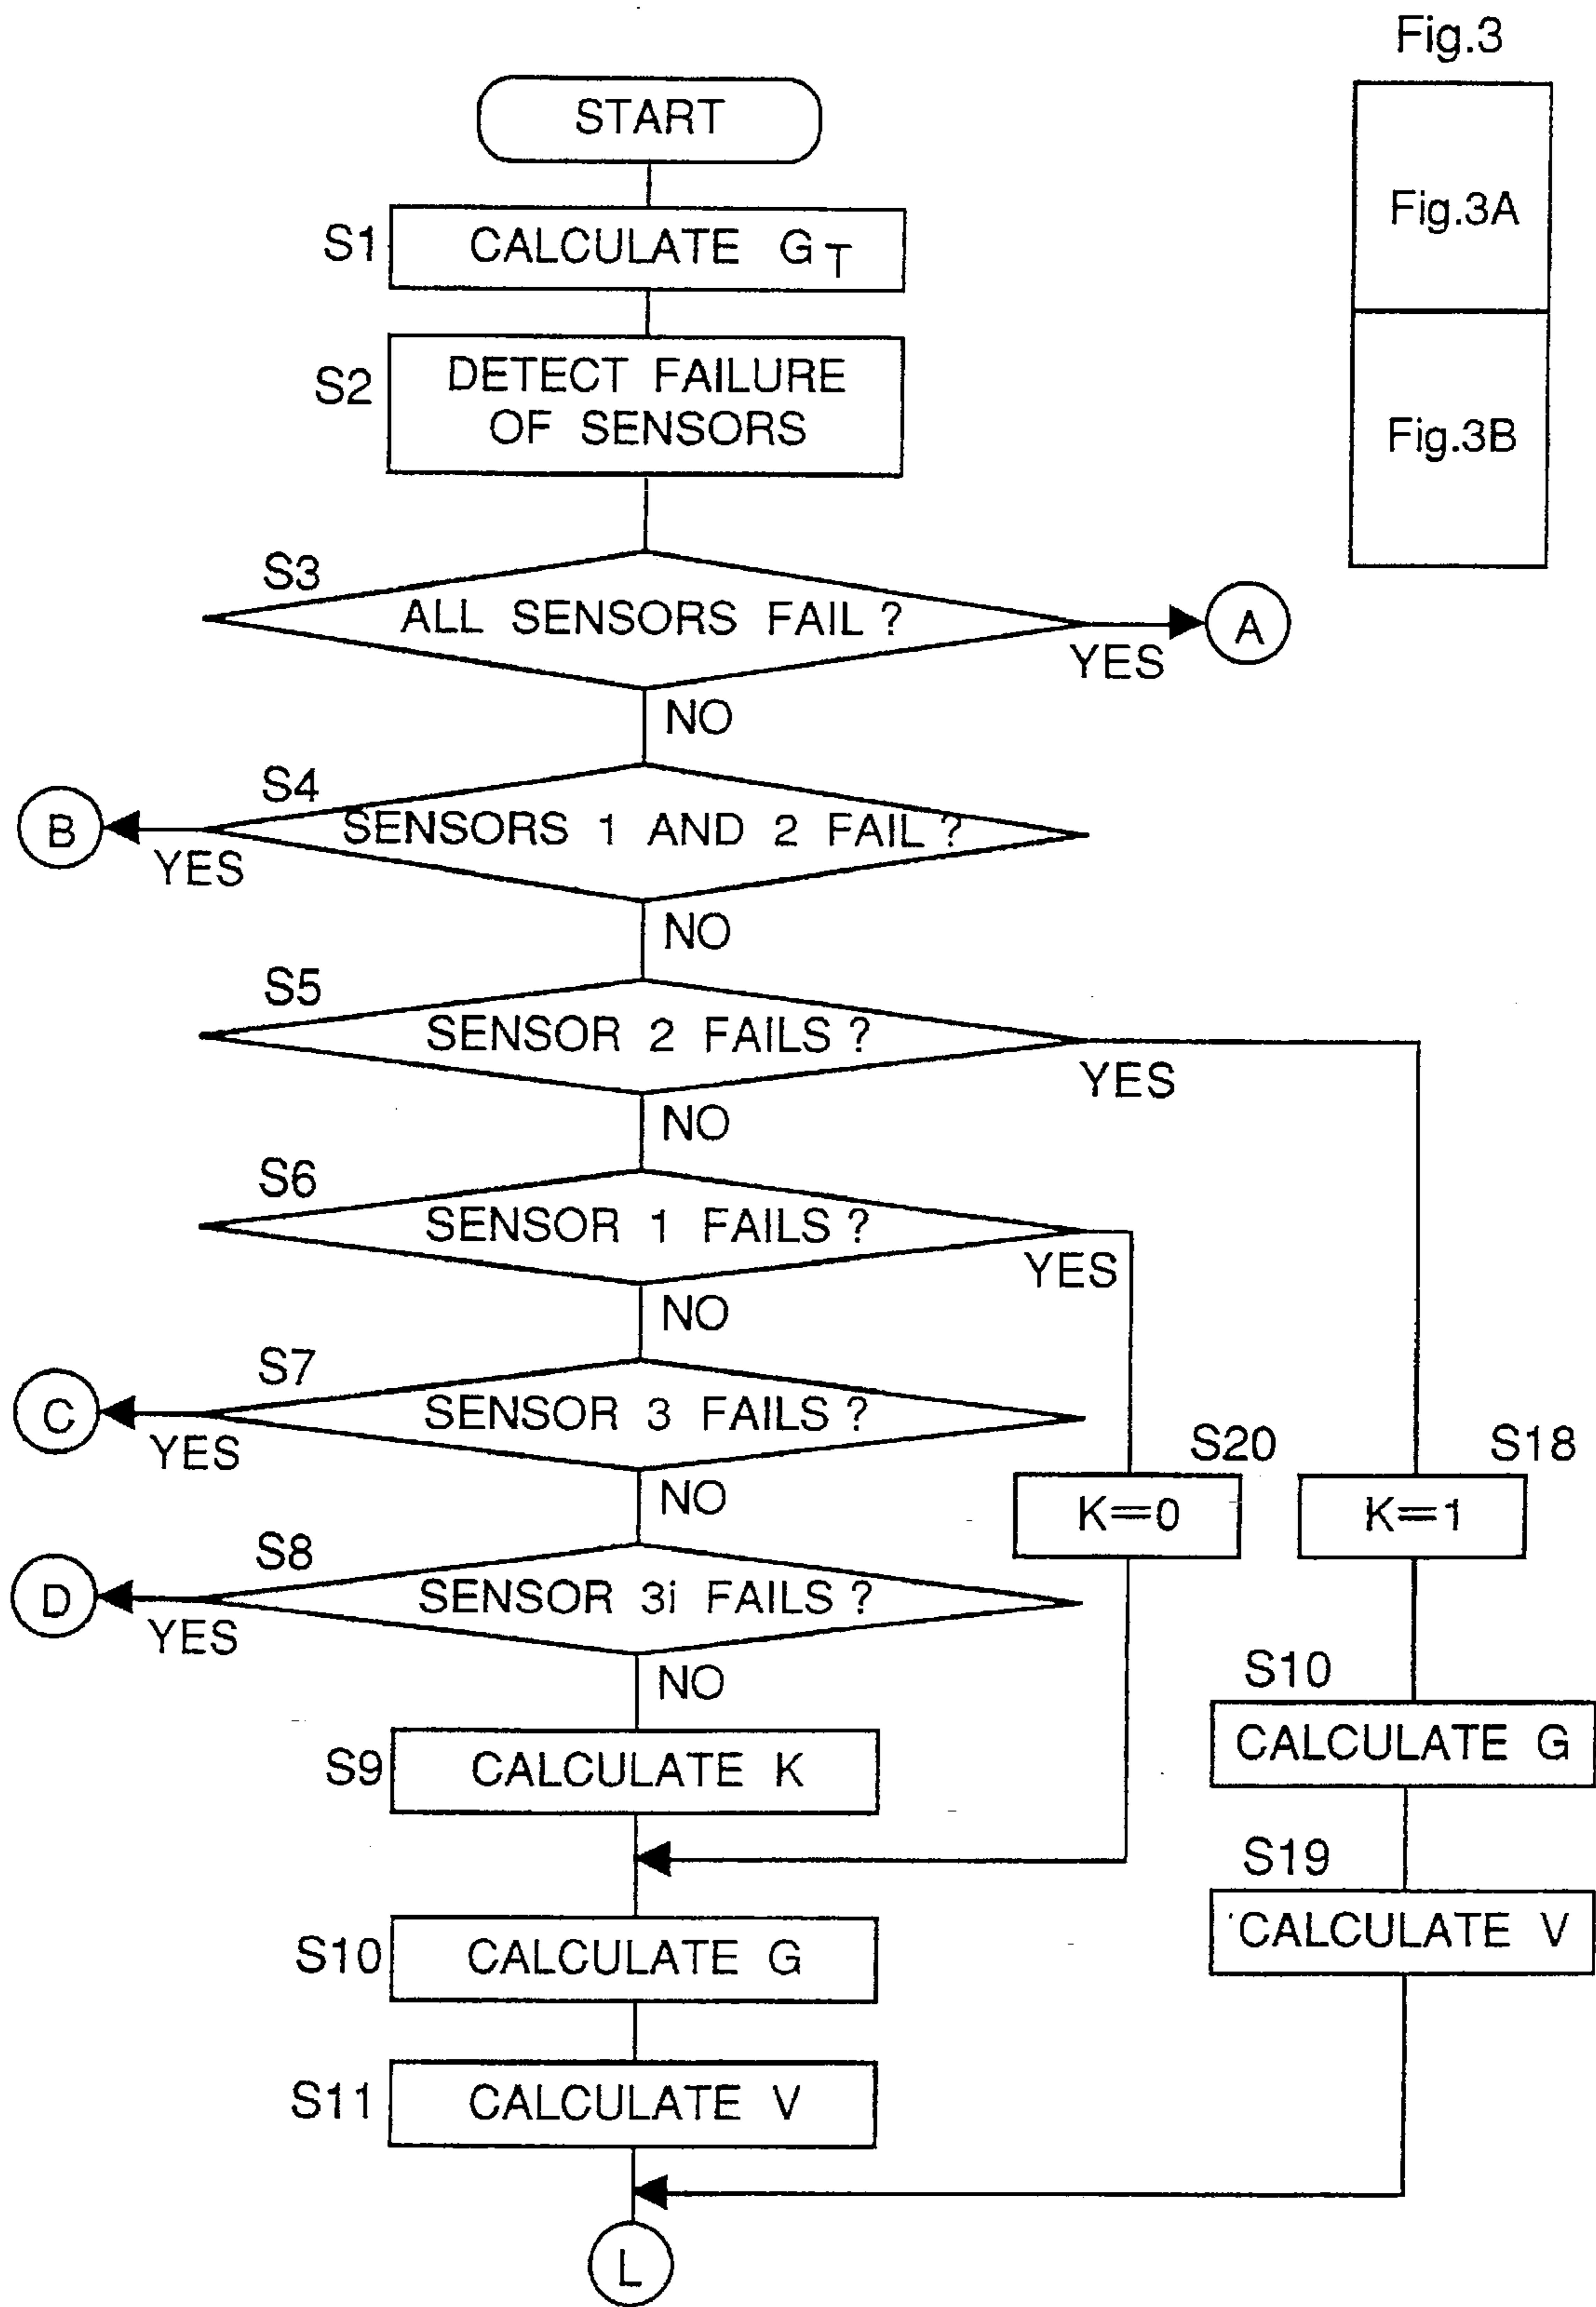 Fig.3
Fig.3A
Fig.3B
START
S1
CALCULATE GT
S2
DETECT FAILURE
OF SENSORS
S3
ALL SENSORS FAIL ?
YES
A
NO
S4
SENSORS 1 AND 2 FAIL ?
B
YES
NO
S5
SENSOR 2 FAILS ?
YES
NO
S6
SENSOR 1 FAILS ?
YES
NO
S7
SENSOR 3 FAILS ?
C
YES
NO
S20
K=0
S18
K=1
S8
SENSOR 3i FAILS ?
D
YES
NO
S9
CALCULATE K
S10
CALCULATE G
S19
CALCULATE V
S10
CALCULATE G
S11
CALCULATE V
L